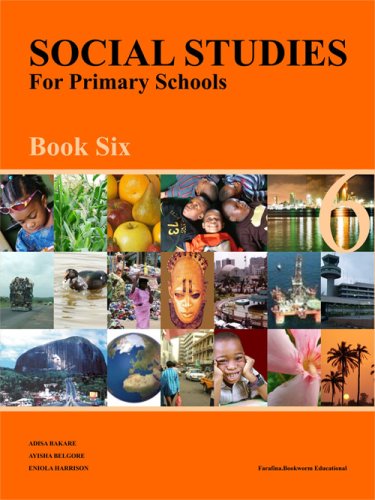 SOCIAL STUDIES
For Primary Schools
Book Six
6
ADISA BAKARE
AYISHA BELGORE
ENIOLA HARRISON
Farafina.Bookworm Educational